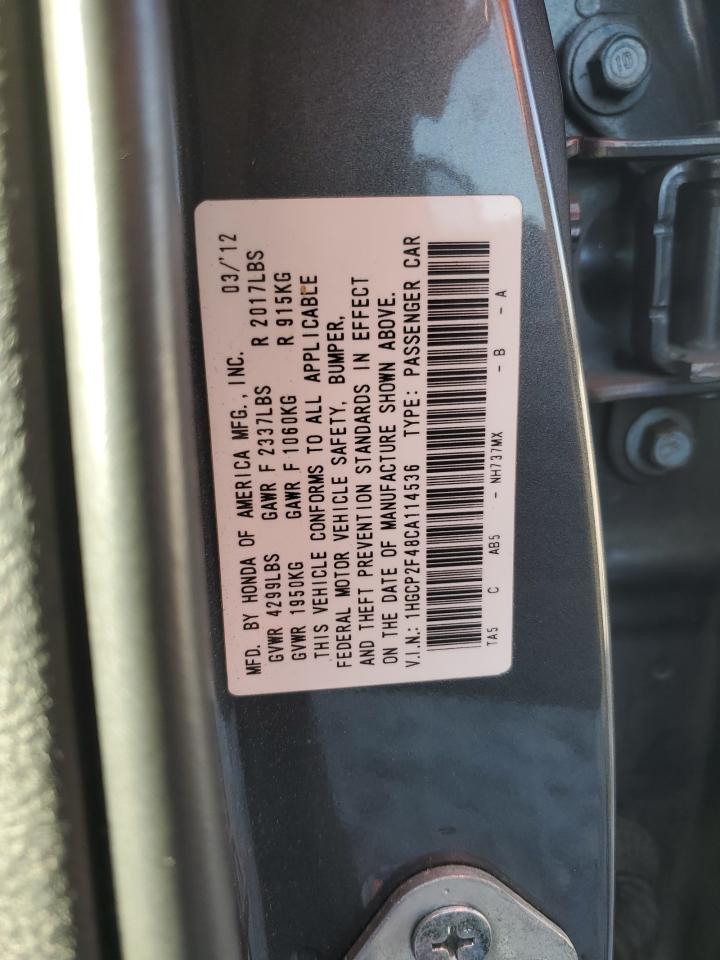 MFD. BY HONDA OF AMERICA MFG., INC. 03/'12
GVWR 4299LBS GAWR F 2337LBS R 2017LBS
GVWR 1950KG GAWR F 1060KG R 915KG
THIS VEHICLE CONFORMS TO ALL APPLICABLE
FEDERAL MOTOR VEHICLE SAFETY, BUMPER,
AND THEFT PREVENTION STANDARDS IN EFFECT
ON THE DATE OF MANUFACTURE SHOWN ABOVE.
V.I.N.: 1HGCP2F48CA114536 TYPE: PASSENGER CAR
TA5 C AB5 - NH737MX - B - A
10